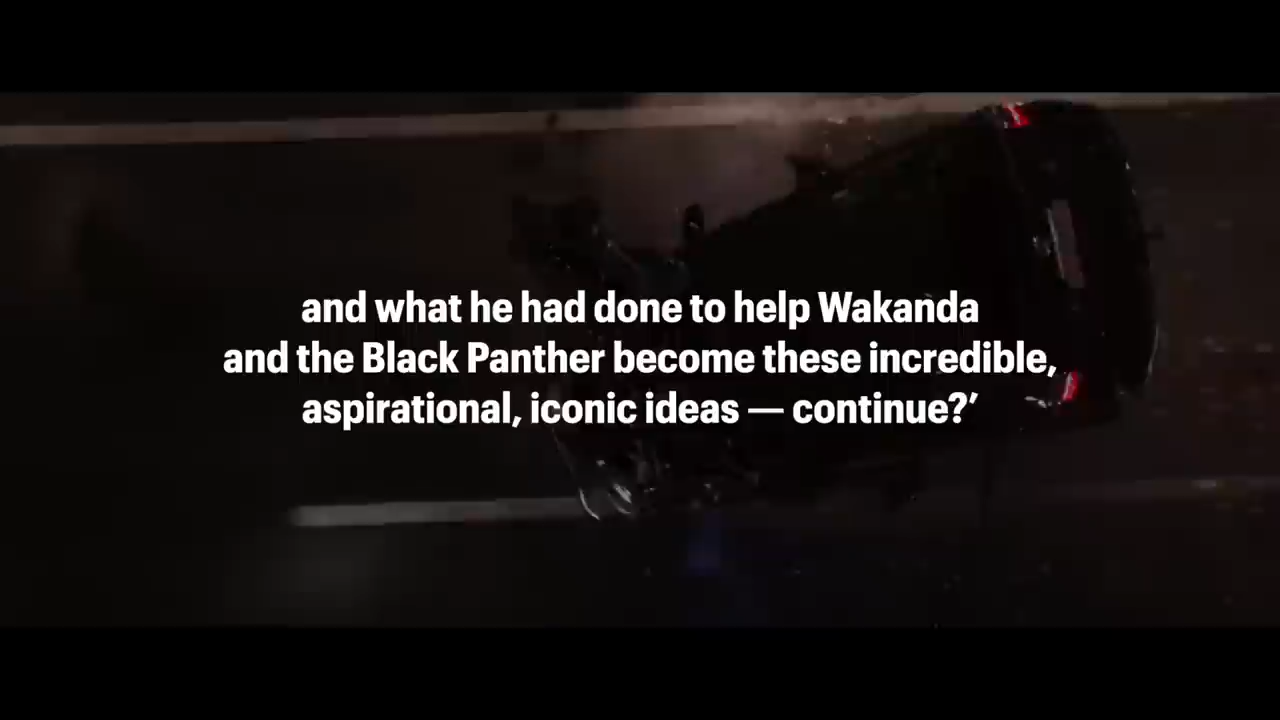 and what he had done to help Wakanda
and the Black Panther become these incredible,
aspirational, iconic ideas — continue?’